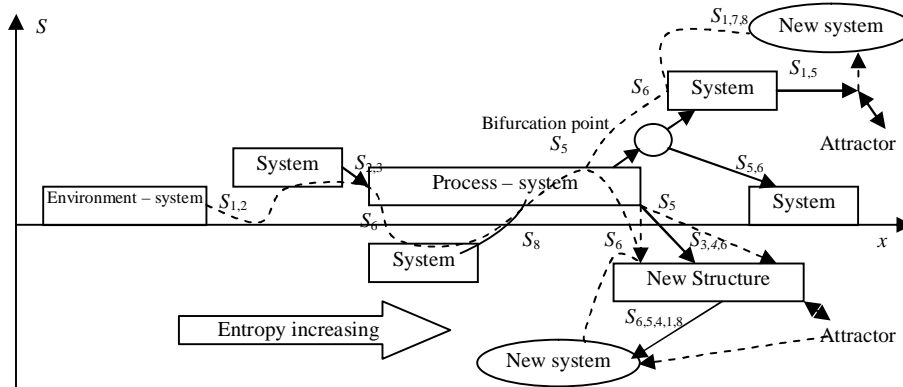 S
S1,7,8
New system
S1,5
S6
System
Bifurcation point
S5
Attractor
System
S2,3
Process – system
S5,6
Environment – system
S1,2
S6
S5
System
x
S8
S6
S3,4,6
System
New Structure
Entropy increasing
S6,5,4,1,8
Attractor
New system